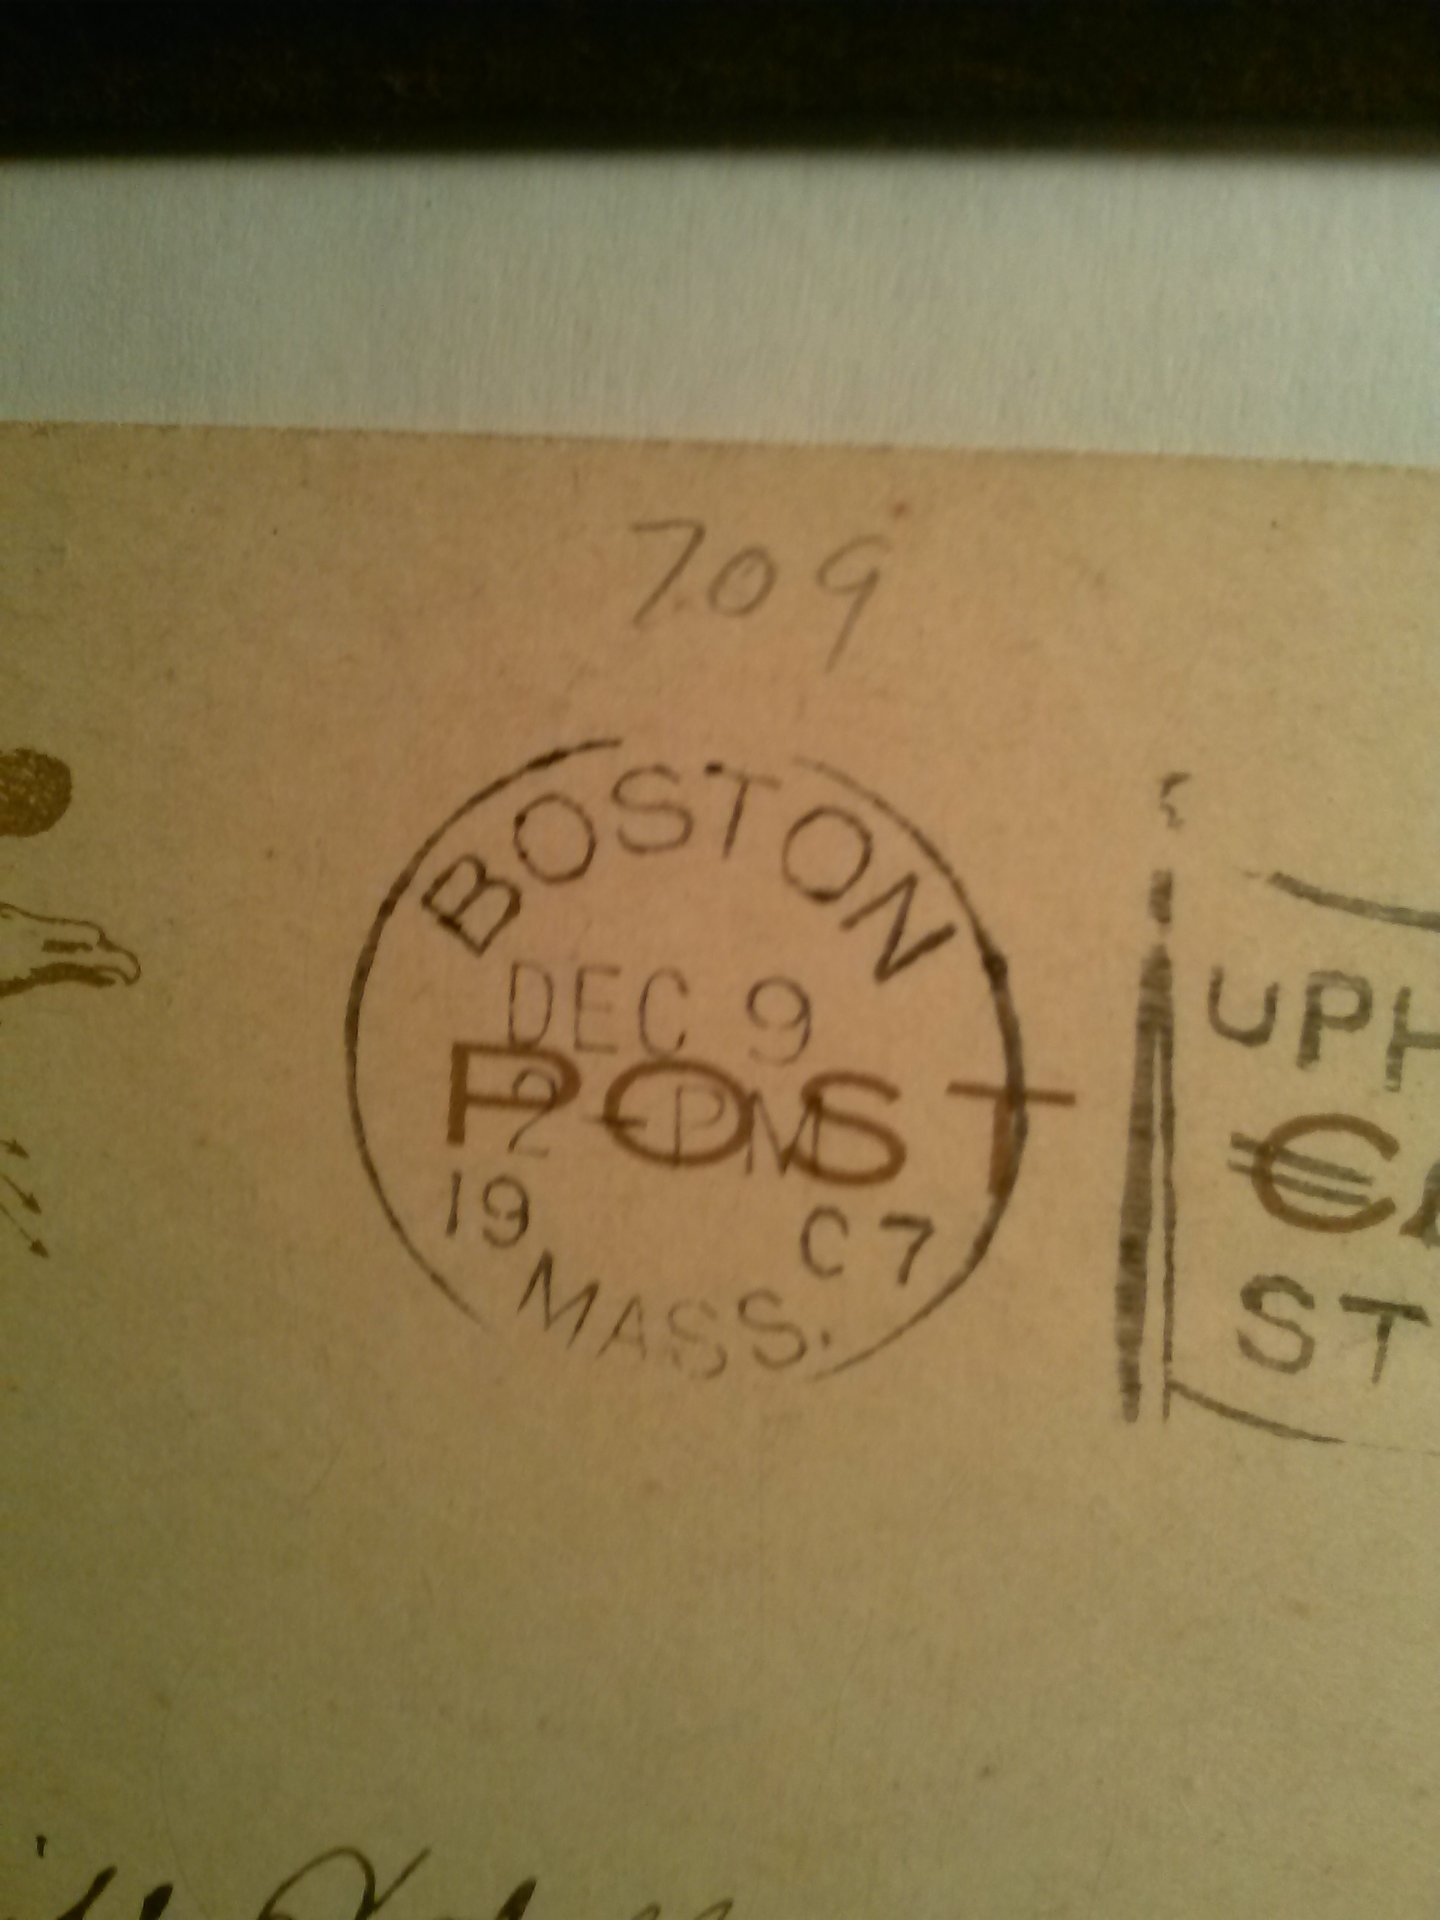 709
BOSTON
DEC 9
POST
2 - PM
19 07
MASS.
UPH
ST